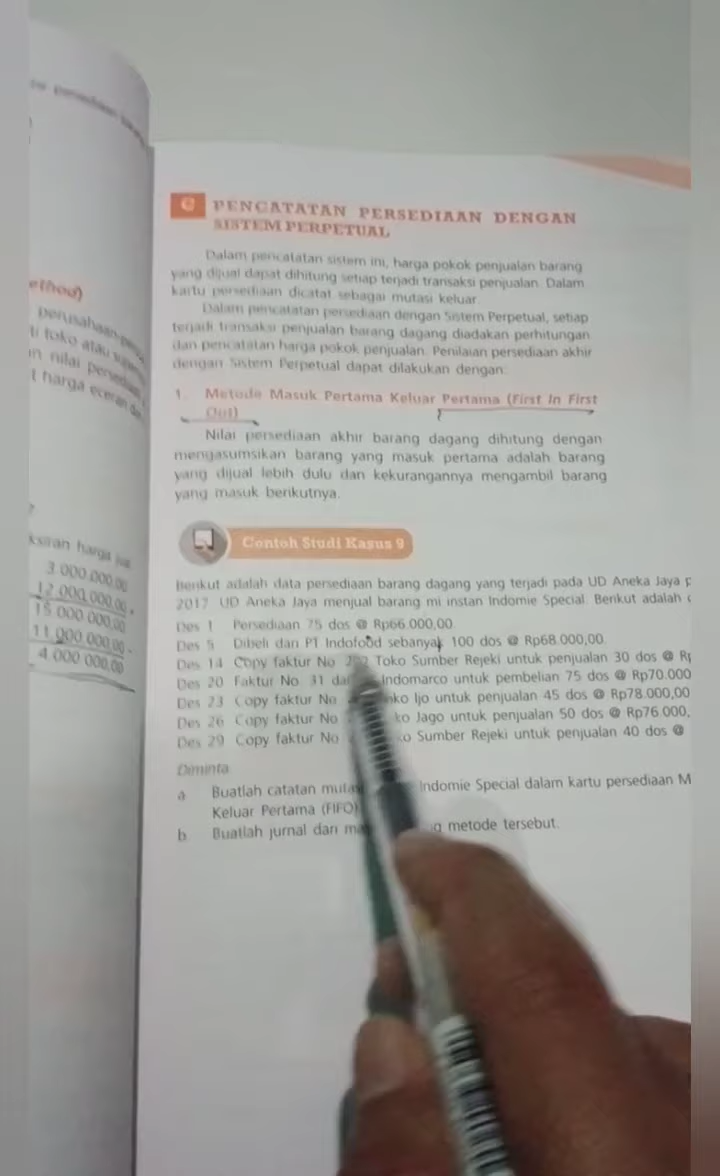 C PENCATATAN PERSEDIAAN DENGAN
SISTEM PERPETUAL
Dalam pencatatan sistem ini, harga pokok penjualan barang
yang dijual dapat dihitung setiap terjadi transaksi penjualan. Dalam
kartu persediaan dicatat sebagai mutasi keluar
Dalam pencatatan persediaan dengan Sistem Perpetual, setiap
terjadi transaksi penjualan barang dagang diadakan perhitungan
dan pencatatan harga pokok penjualan. Penilaian persediaan akhir
dengan Sistem Perpetual dapat dilakukan dengan:
1. Metode Masuk Pertama Keluar Pertama (First In First
Out)
Nilai persediaan akhir barang dagang dihitung dengan
mengasumsikan barang yang masuk pertama adalah barang
yang dijual lebih dulu dan kekurangannya mengambil barang
yang masuk berikutnya.
Contoh Studi Kasus 9
Berikut adalah data persediaan barang dagang yang terjadi pada UD Aneka Jaya
2017 UD Aneka Jaya menjual barang mi instan Indomie Special. Berikut adalah
Des 1 Persediaan 75 dos @ Rp66.000,00
Des 5 Dibeli dari PT Indofood sebanyak 100 dos @ Rp68.000,00
Des 14 Copy faktur No Toko Sumber Rejeki untuk penjualan 30 dos @
Des 20 Faktur No. 31 Indomarco untuk pembelian 75 dos @ Rp70.000
Des 23 Copy faktur No Ijo untuk penjualan 45 dos @ Rp78.000,00
Des 26 Copy faktur No Jago untuk penjualan 50 dos @ Rp76.000,
Des 29 Copy faktur No Sumber Rejeki untuk penjualan 40 dos @
Diminta
a Buatlah catatan Indomie Special dalam kartu persediaan
Keluar Pertama (FIFO)
b. Buatlah jurnal dari metode tersebut.
ethod)
perusahaan
toko atau
nilai
harga eceran
harga
3.000.000,00
12.000.000,00 +
15.000.000,00
11.000.000,00 -
4.000.000,00